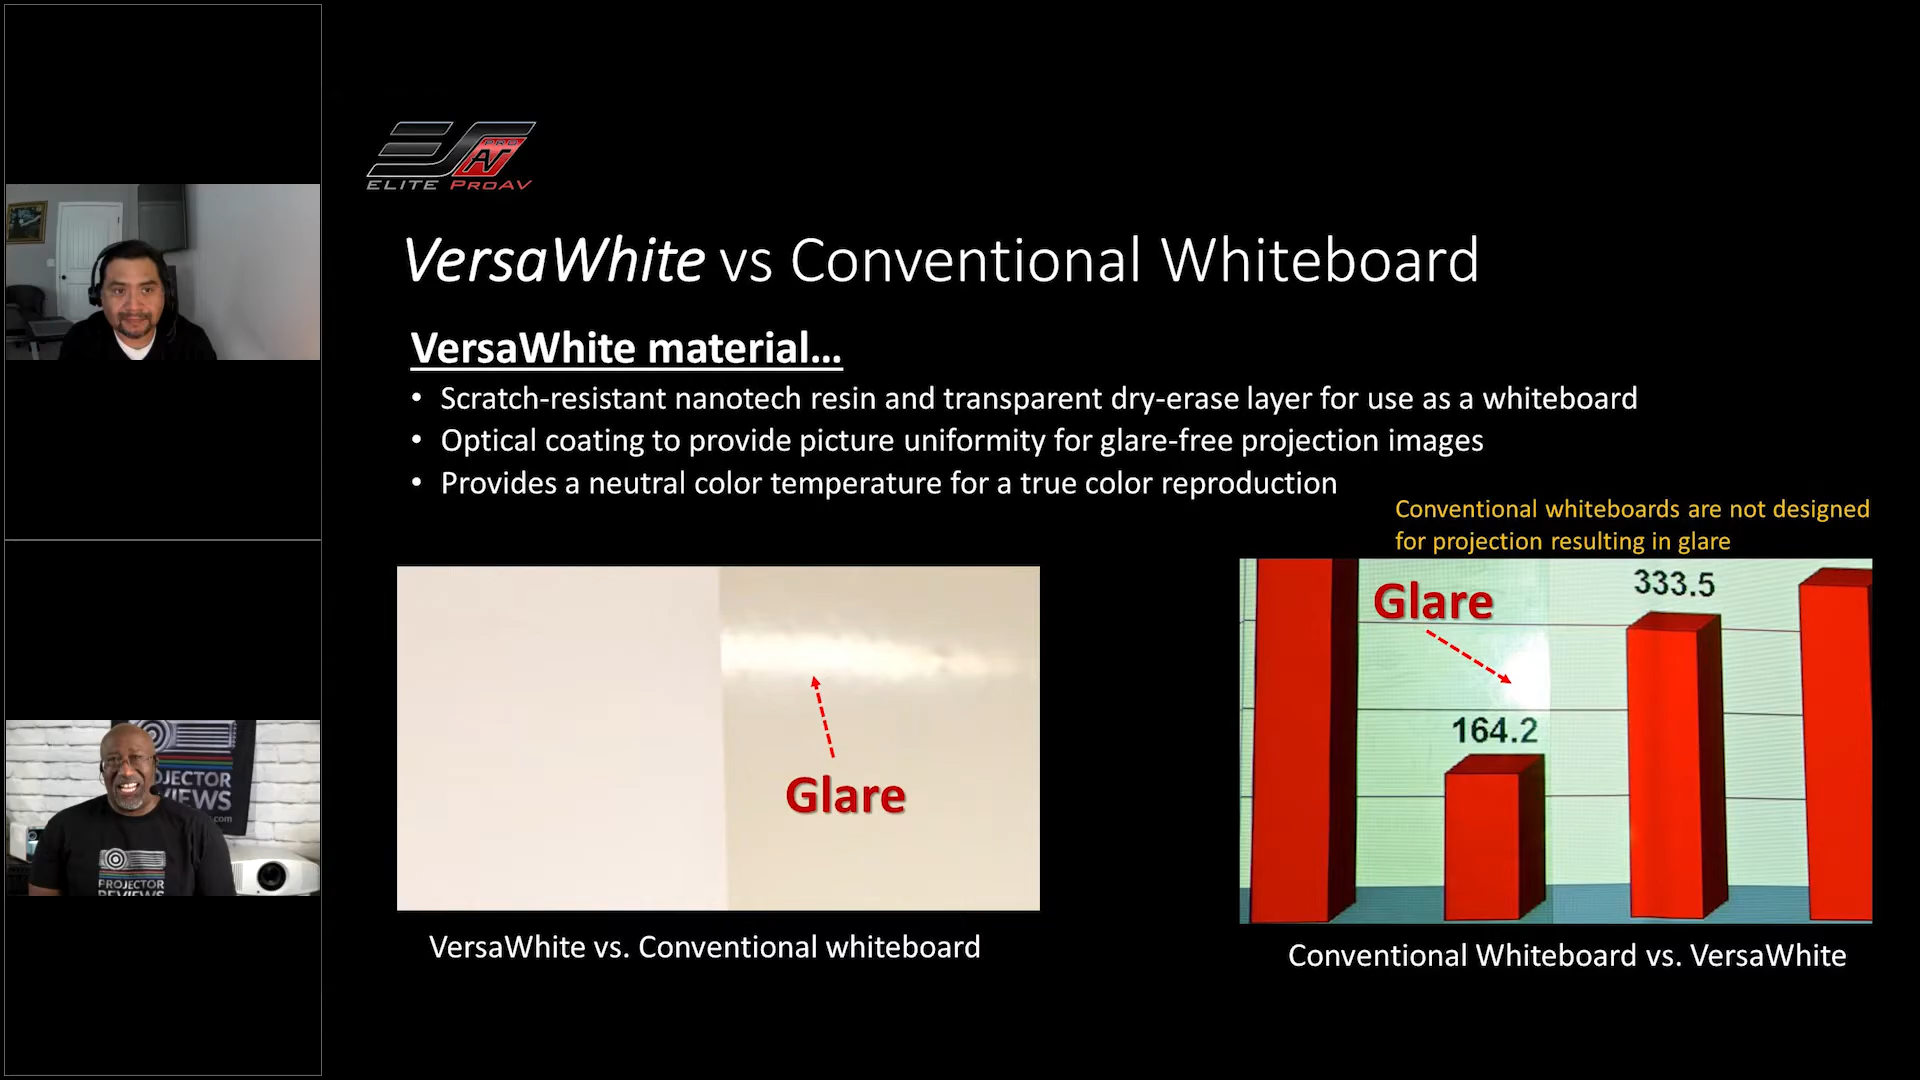 ELITE PROAV
VersaWhite vs Conventional Whiteboard
VersaWhite material...
• Scratch-resistant nanotech resin and transparent dry-erase layer for use as a whiteboard
• Optical coating to provide picture uniformity for glare-free projection images
• Provides a neutral color temperature for a true color reproduction
Conventional whiteboards are not designed
for projection resulting in glare
Glare
VersaWhite vs. Conventional whiteboard
Glare
333.5
164.2
Conventional Whiteboard vs. VersaWhite
PROJECTOR
REVIEWS
.com
PROJECTOR
REVIEWS